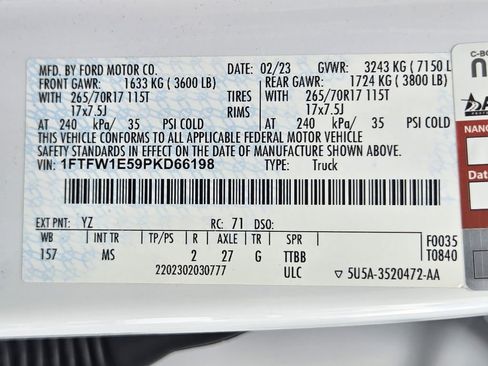 MFD. BY FORD MOTOR CO. DATE: 02/23 GVWR: 3243 KG ( 7150 L
FRONT GAWR: 1633 KG ( 3600 LB) REAR GAWR: 1724 KG ( 3800 LB)
WITH 265/70R17 115T TIRES WITH 265/70R17 115T
17x7.5J RIMS 17x7.5J
AT 240 kPa/ 35 PSI COLD AT 240 kPa/ 35 PSI COLD
THIS VEHICLE CONFORMS TO ALL APPLICABLE FEDERAL MOTOR VEHICLE
SAFETY STANDARDS IN EFFECT ON THE DATE OF MANUFACTURE SHOWN ABOVE.
VIN: 1FTFW1E59PKD66198 TYPE: Truck
EXT PNT: YZ RC: 71 DSO:
WB INT TR TP/PS R AXLE TR SPR F0035
157 MS 2 27 G TTBB T0840
2202302030777 ULC ▽ 5U5A-3520472-AA
C-BO
NAN
Dat